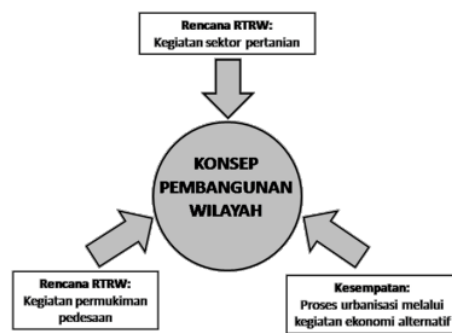 Rencana RTRW:
Kegiatan sektor pertanian
KONSEP
PEMBANGUNAN
WILAYAH
Rencana RTRW:
Kegiatan permukiman
pedesaan
Kesempatan:
Proses urbanisasi melalui
kegiatan ekonomi alternatif